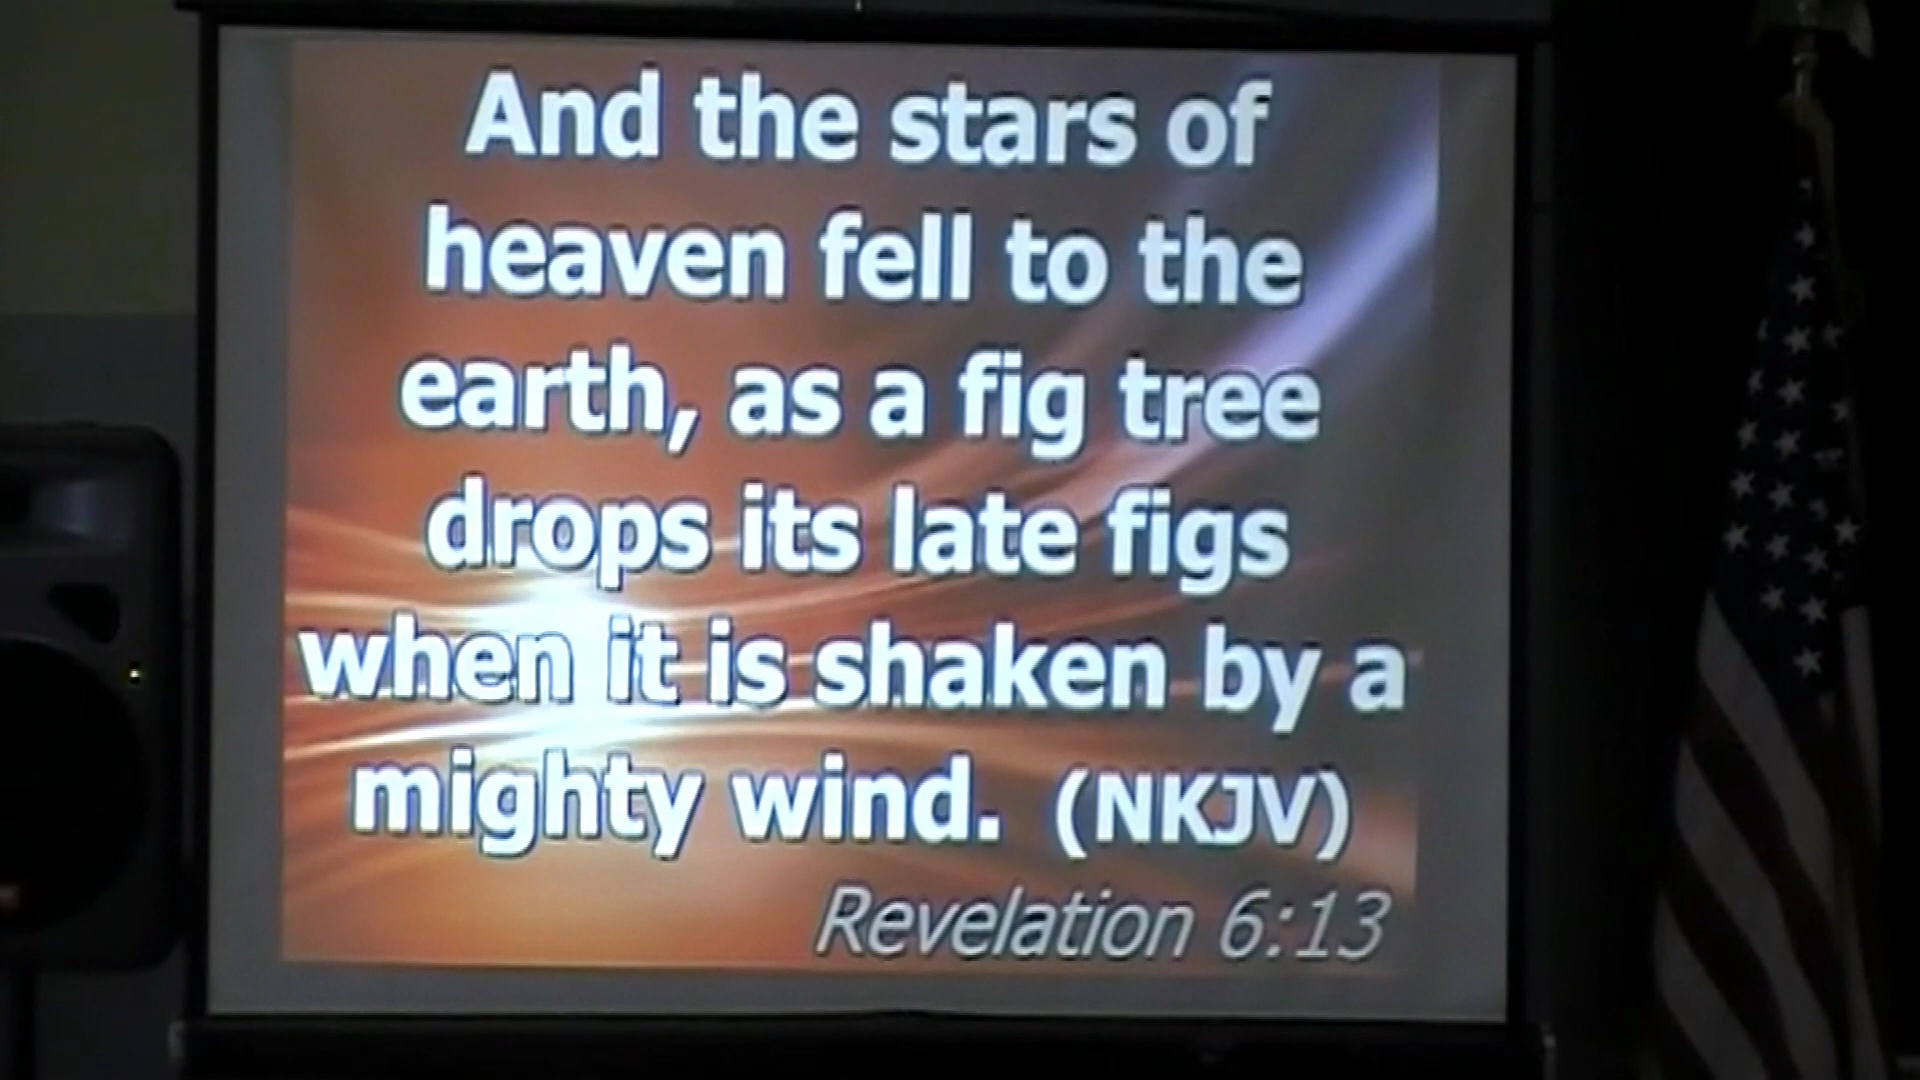 And the stars of
heaven fell to the
earth, as a fig tree
drops its late figs
when it is shaken by a
mighty wind. (NKJV)
Revelation 6:13